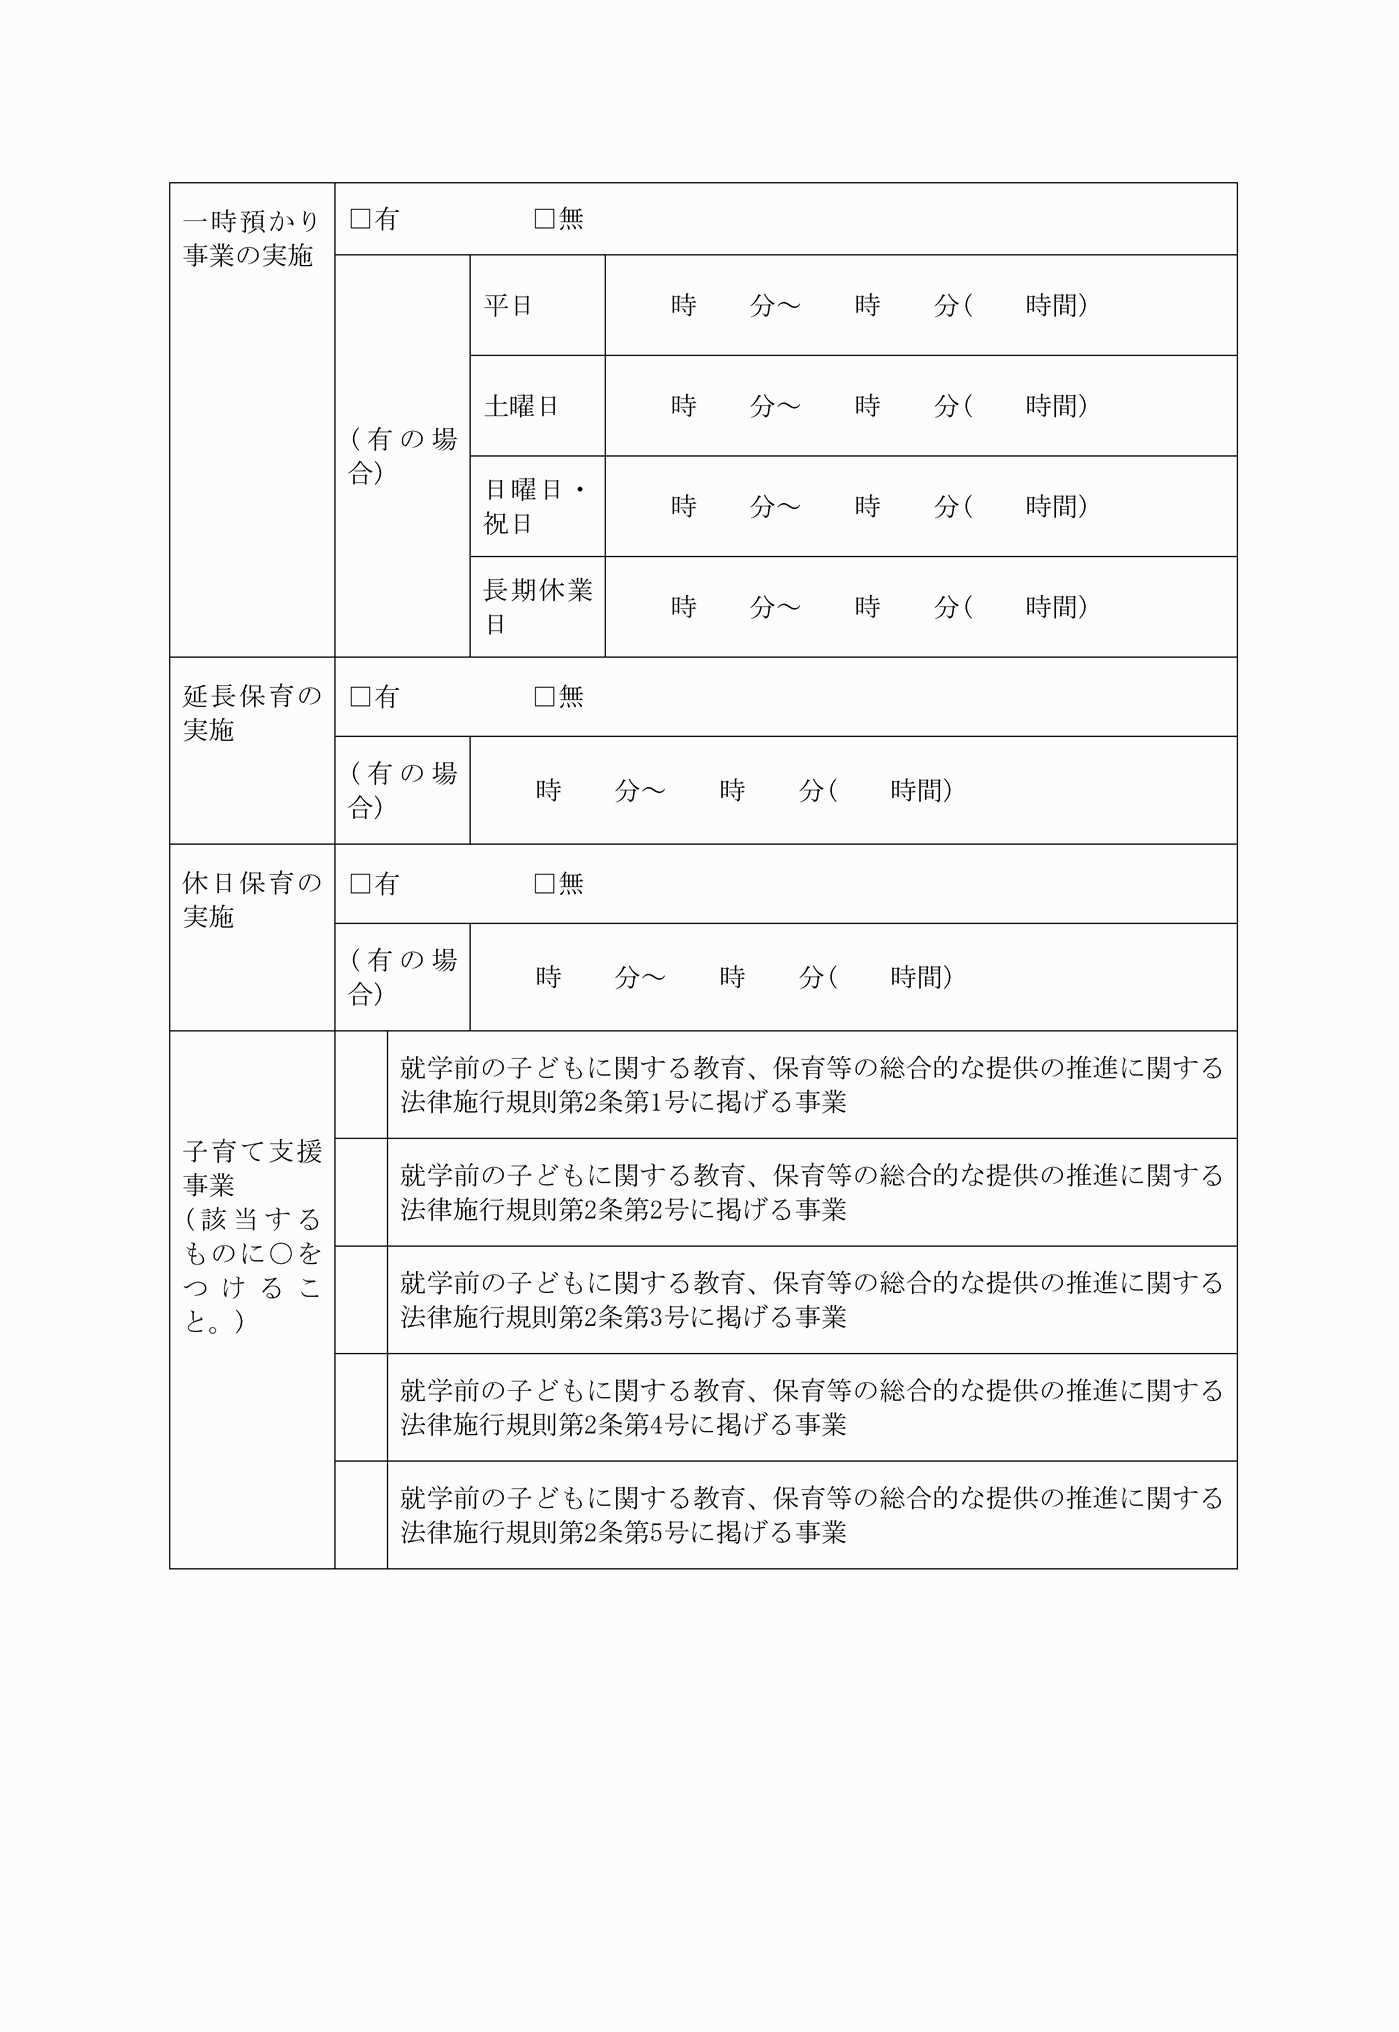 一時預かり
事業の実施
□有　　　　　□無
(有の場
合)
平日
時　　分～　　時　　分(　　時間)
土曜日
時　　分～　　時　　分(　　時間)
日曜日・
祝日
時　　分～　　時　　分(　　時間)
長期休業
日
時　　分～　　時　　分(　　時間)
延長保育の
実施
□有　　　　　□無
(有の場
合)
時　　分～　　時　　分(　　時間)
休日保育の
実施
□有　　　　　□無
(有の場
合)
時　　分～　　時　　分(　　時間)
子育て支援
事業
(該当する
ものに○を
つけるこ
と。)
就学前の子どもに関する教育、保育等の総合的な提供の推進に関する
法律施行規則第2条第1号に掲げる事業
就学前の子どもに関する教育、保育等の総合的な提供の推進に関する
法律施行規則第2条第2号に掲げる事業
就学前の子どもに関する教育、保育等の総合的な提供の推進に関する
法律施行規則第2条第3号に掲げる事業
就学前の子どもに関する教育、保育等の総合的な提供の推進に関する
法律施行規則第2条第4号に掲げる事業
就学前の子どもに関する教育、保育等の総合的な提供の推進に関する
法律施行規則第2条第5号に掲げる事業